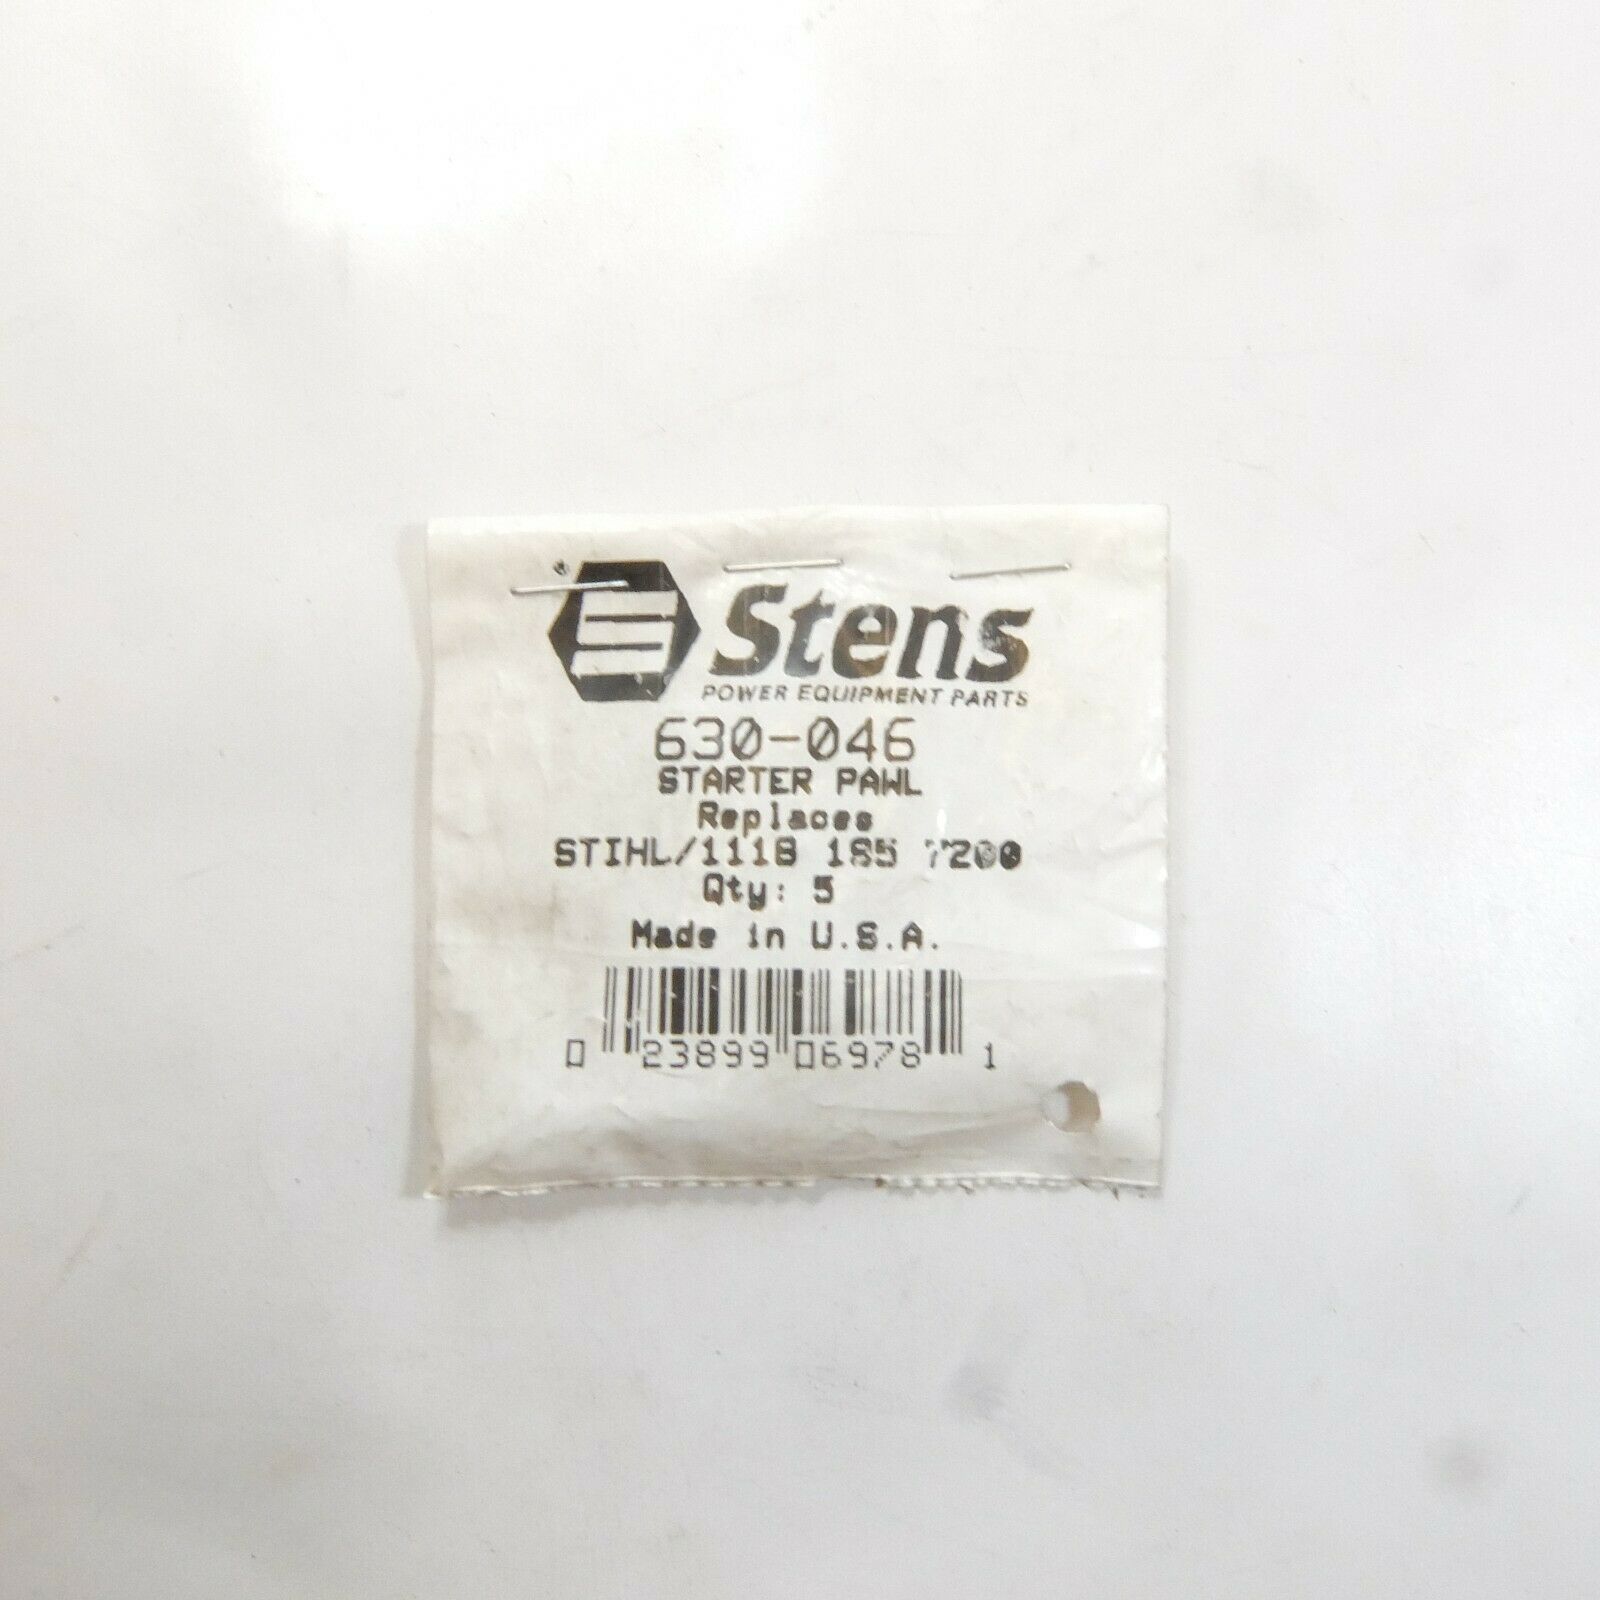 ® Stens
POWER EQUIPMENT PARTS
630-046
STARTER PAWL
Replaces
STIHL/1118 185 7200
Qty: 5
Made in U.S.A.
0 23899 06978 1